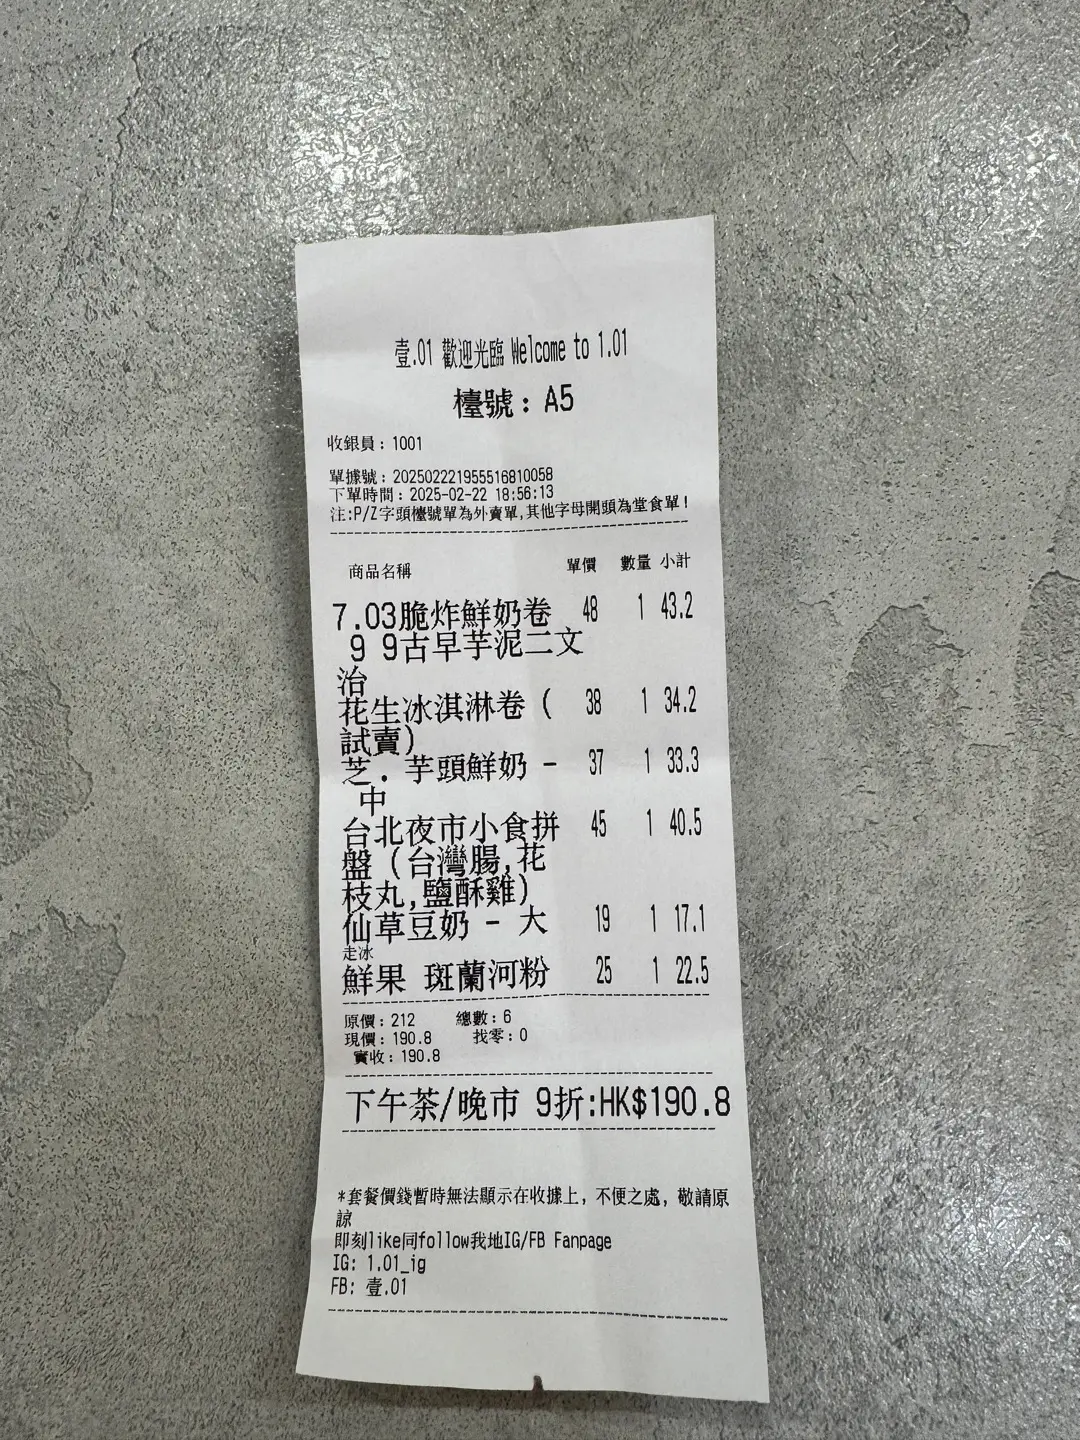 壹.01 歡迎光臨 Welcome to 1.01
檯號: A5
收銀員: 1001
單據號: 202502221955516810058
下單時間: 2025-02-22 18:56:13
注:P/Z字頭檯號單為外賣單,其他字母開頭為堂食單!
商品名稱 單價 數量 小計
7.03脆炸鮮奶卷 48 1 43.2
9 9古早芋泥二文
治
花生冰淇淋卷 ( 38 1 34.2
試賣)
芝. 芋頭鮮奶 - 37 1 33.3
中
台北夜市小食拼 45 1 40.5
盤 (台灣腸,花
枝丸,鹽酥雞)
仙草豆奶 - 大 19 1 17.1
走冰
鮮果 斑蘭河粉 25 1 22.5
原價: 212 總數: 6
現價: 190.8 找零: 0
實收: 190.8
下午茶/晚市 9折:HK$190.8
*套餐價錢暫時無法顯示在收據上, 不便之處, 敬請原
諒
即刻like同follow我地IG/FB Fanpage
IG: 1.01_ig
FB: 壹.01